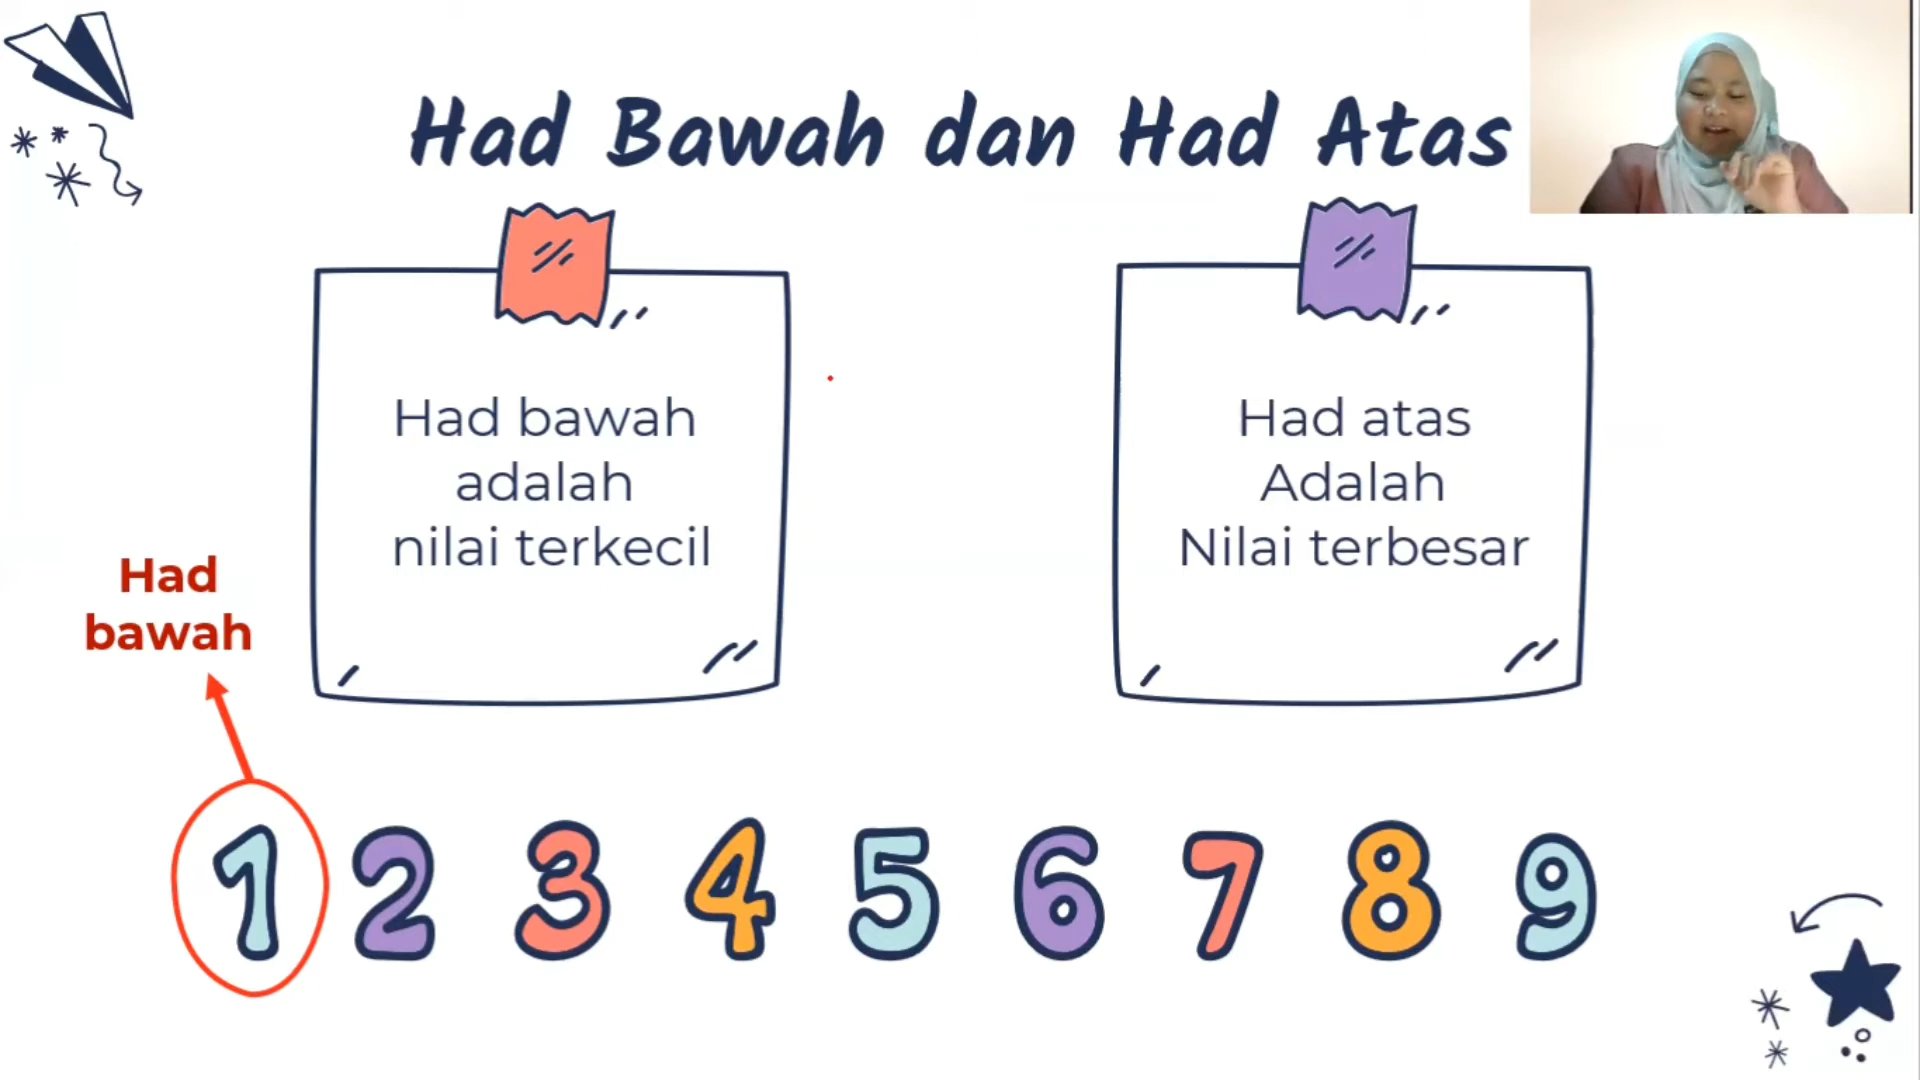 Had Bawah dan Had Atas
Had bawah
adalah
nilai terkecil
Had atas
Adalah
Nilai terbesar
Had
bawah
1 2 3 4 5 6 7 8 9